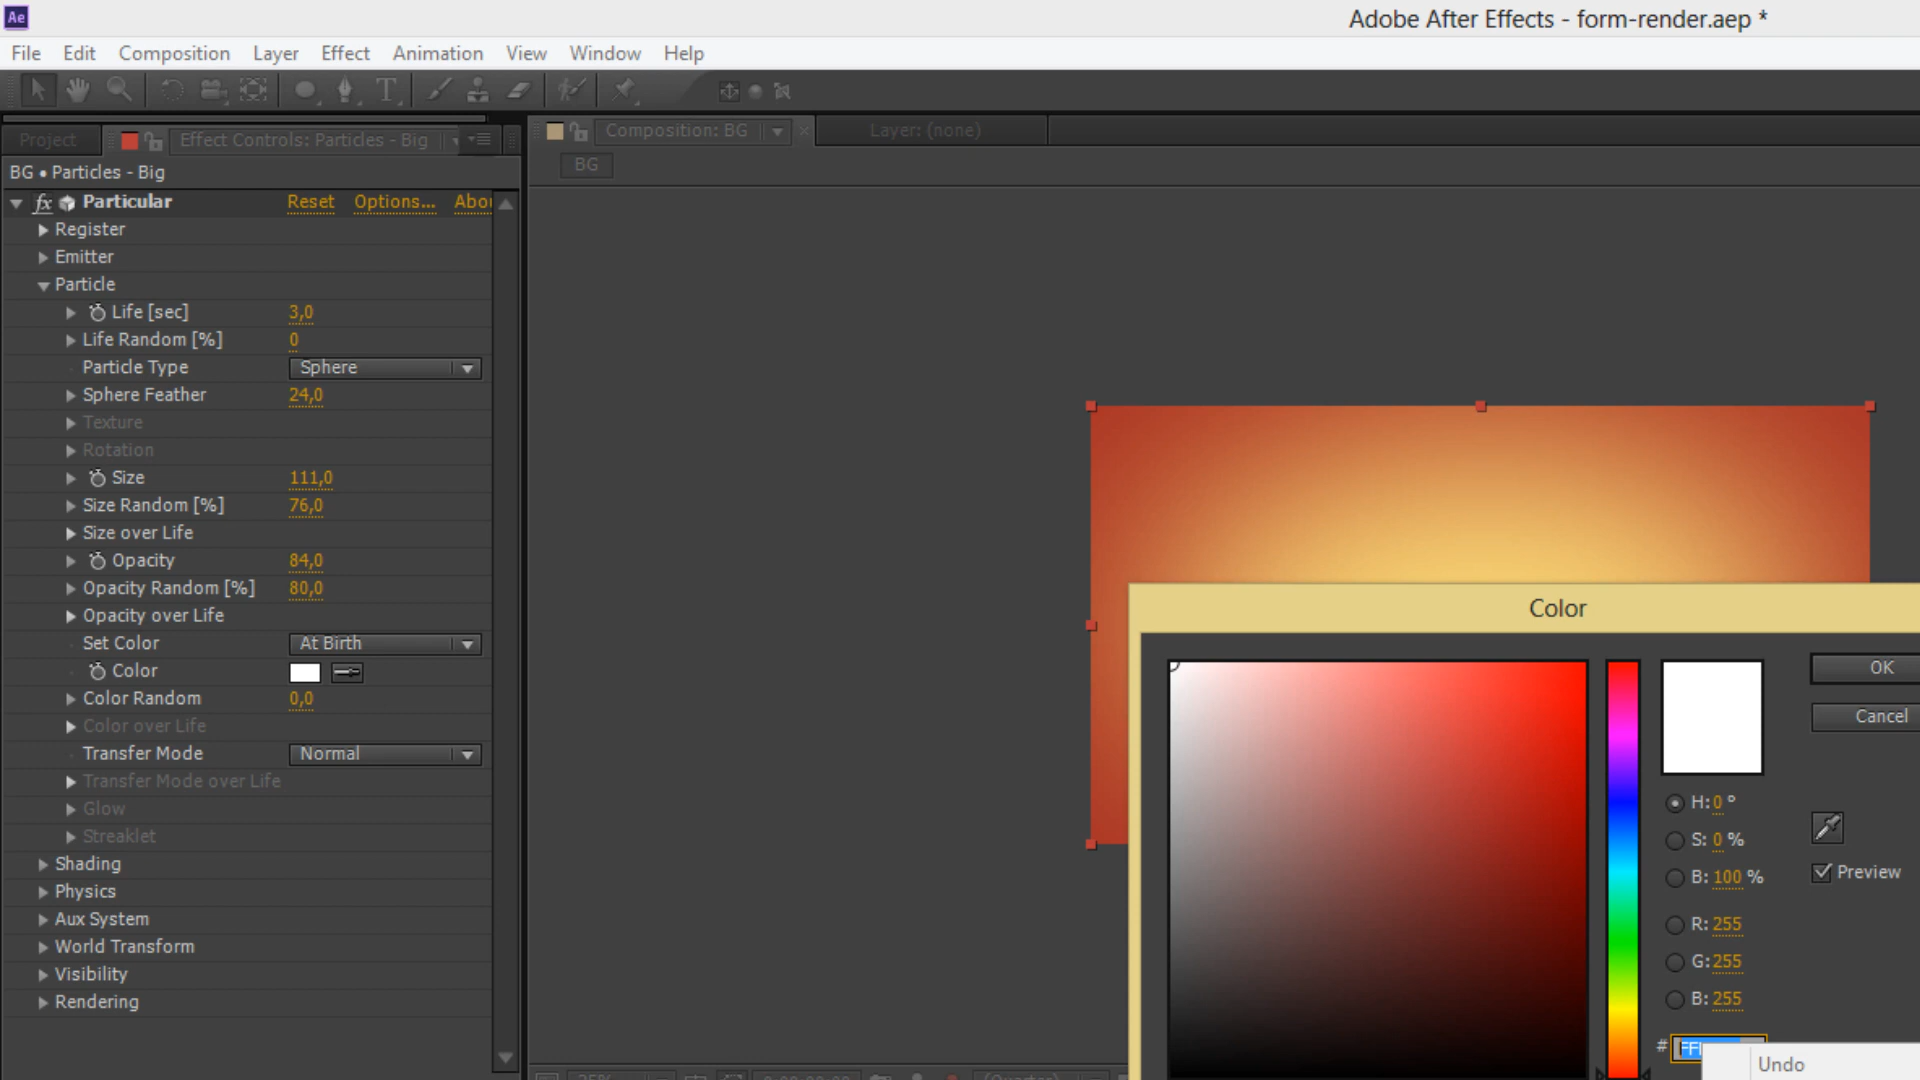 Ae
Adobe After Effects - form-render.aep *
File Edit Composition Layer Effect Animation View Window Help
Project
Effect Controls: Particles - Big
Composition: BG
Layer: (none)
BG
BG • Particles - Big
fx Particular Reset Options... Abou
Register
Emitter
Particle
Life [sec] 3,0
Life Random [%] 0
Particle Type Sphere
Sphere Feather 24,0
Texture
Rotation
Size 111,0
Size Random [%] 76,0
Size over Life
Opacity 84,0
Opacity Random [%] 80,0
Opacity over Life
Set Color At Birth
Color
Color Random 0,0
Color over Life
Transfer Mode Normal
Transfer Mode over Life
Glow
Streaklet
Shading
Physics
Aux System
World Transform
Visibility
Rendering
Color
OK
Cancel
H: 0 °
S: 0 %
B: 100 %
Preview
R: 255
G: 255
B: 255
# FF
Undo